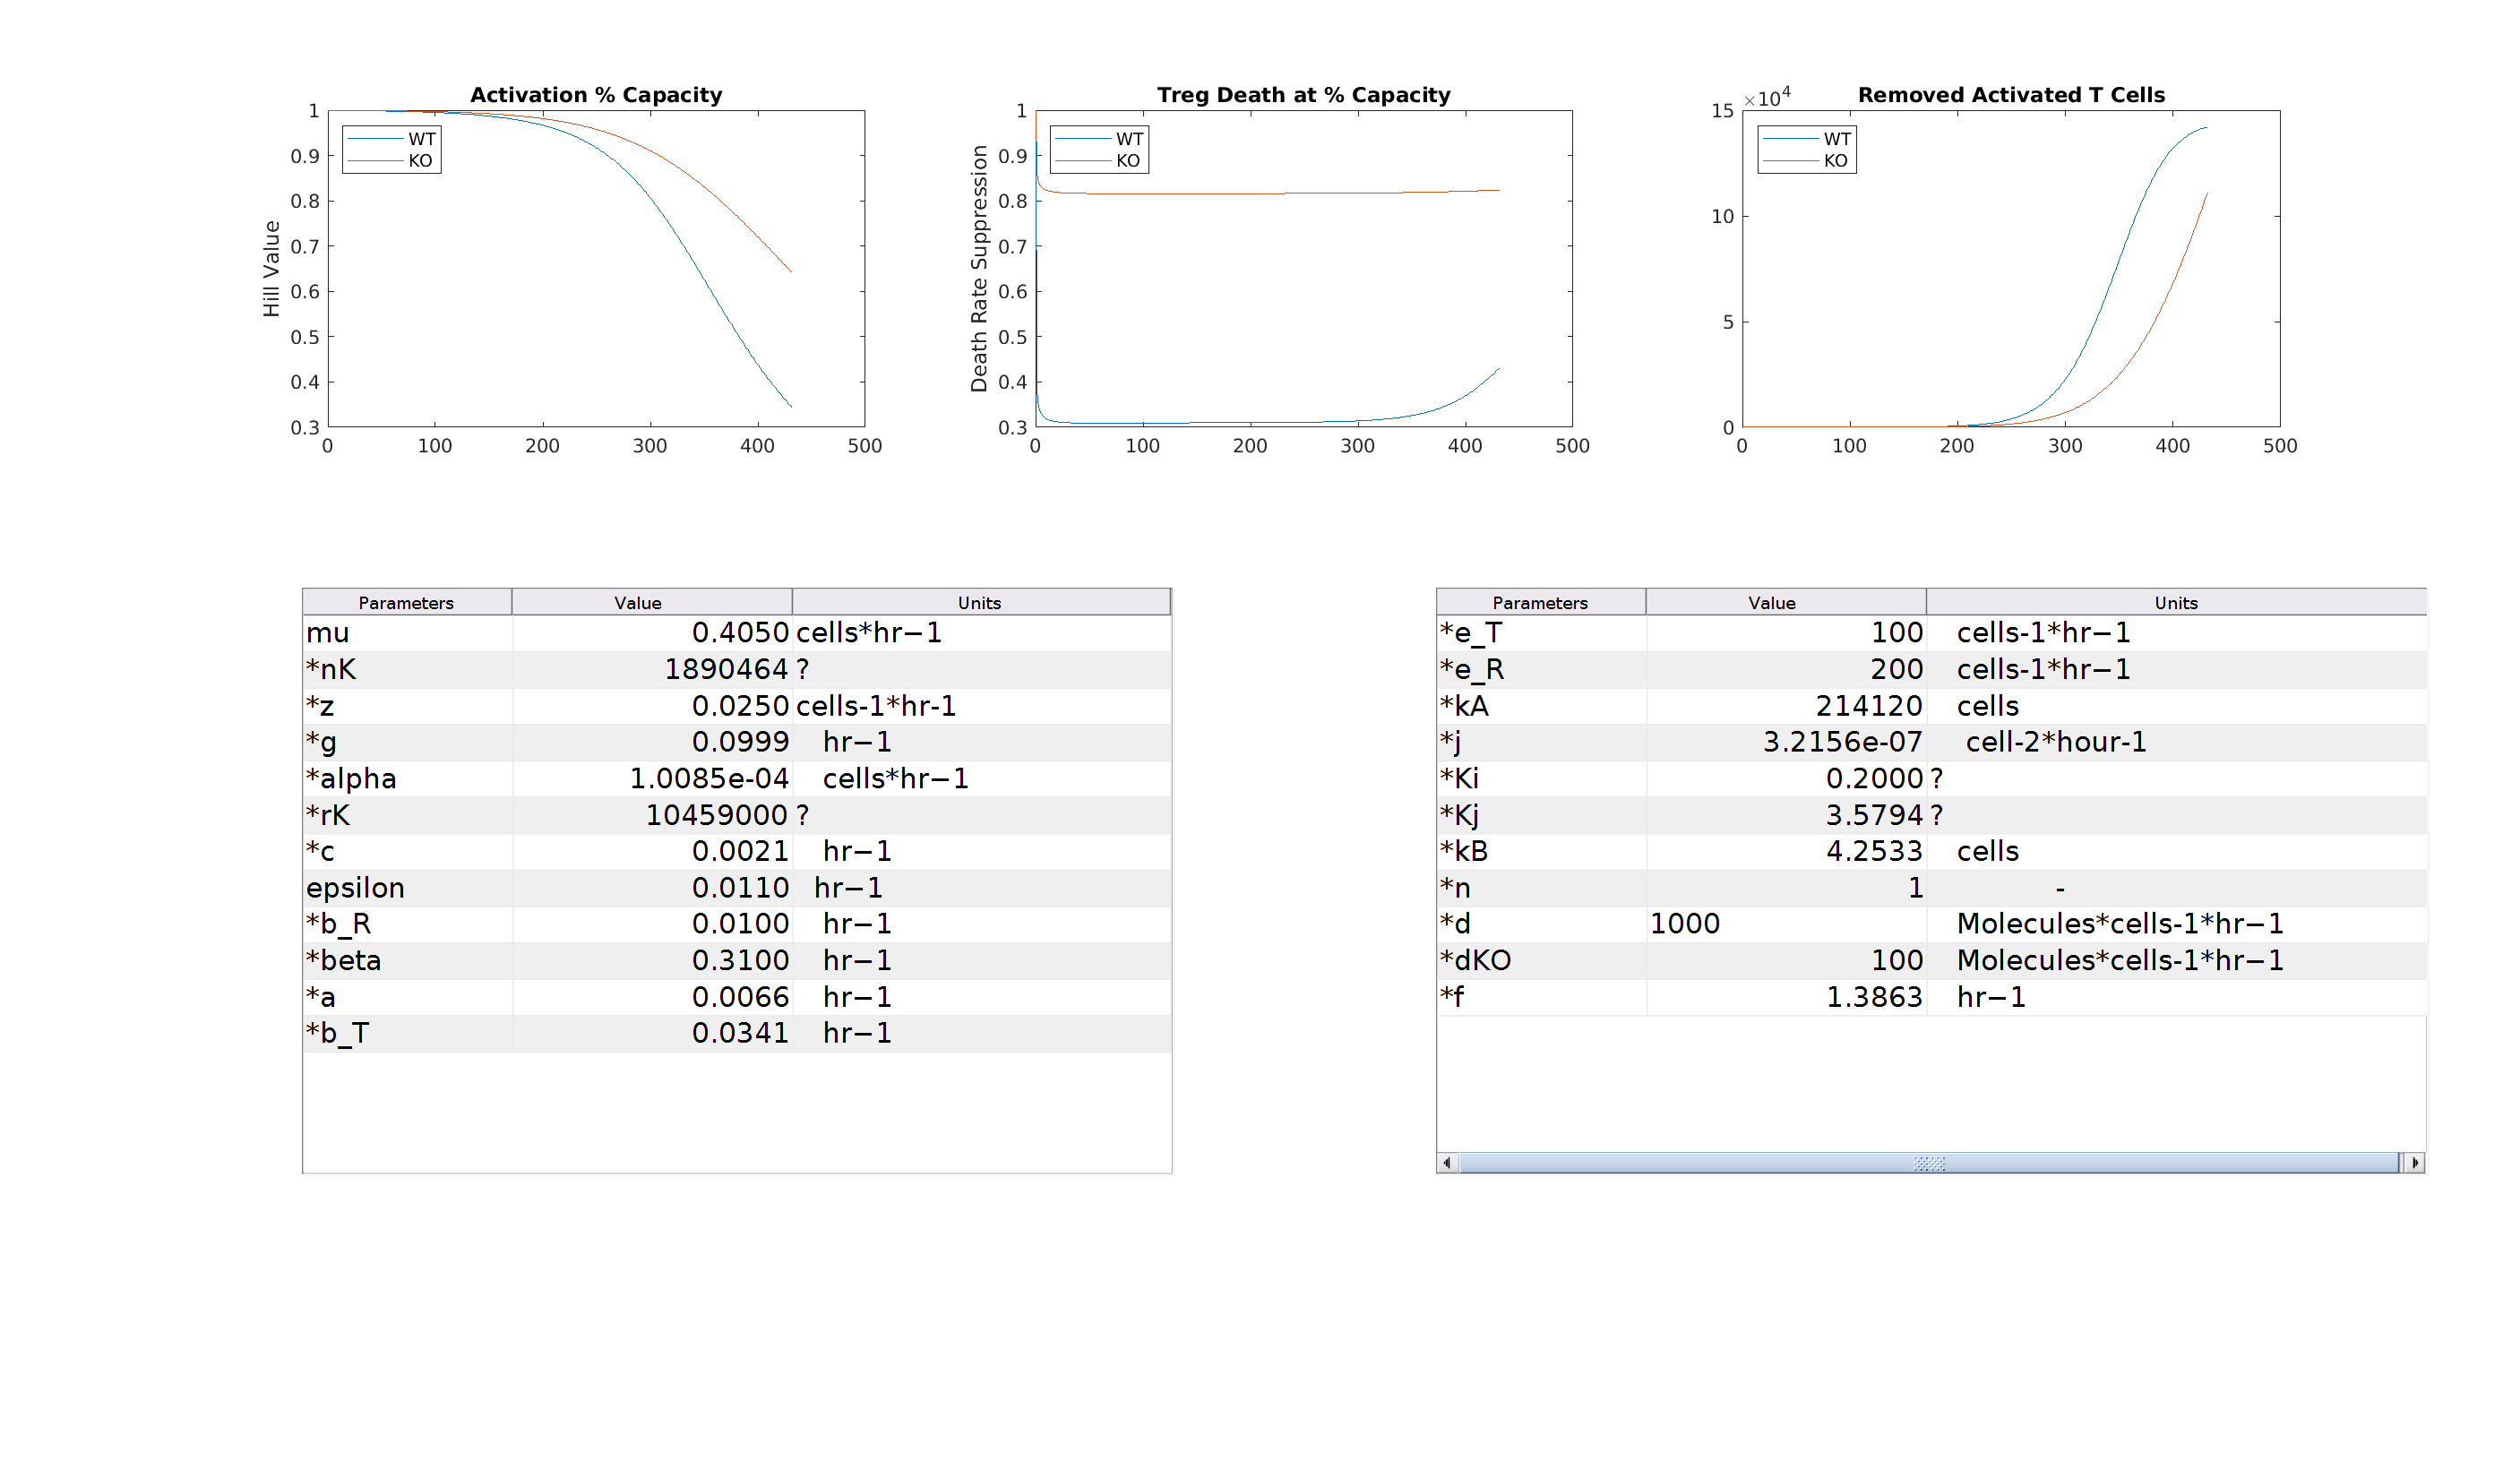 Activation % Capacity
Hill Value
1
0.9
0.8
0.7
0.6
0.5
0.4
0.3
0 100 200 300 400 500
WT
KO
Treg Death at % Capacity
Death Rate Suppression
1
0.9
0.8
0.7
0.6
0.5
0.4
0.3
0 100 200 300 400 500
WT
KO
Removed Activated T Cells
×10^4
15
10
5
0
0 100 200 300 400 500
WT
KO
Parameters Value Units
mu 0.4050 cells*hr−1
*nK 1890464 ?
*z 0.0250 cells-1*hr-1
*g 0.0999 hr−1
*alpha 1.0085e-04 cells*hr−1
*rK 10459000 ?
*c 0.0021 hr−1
epsilon 0.0110 hr−1
*b_R 0.0100 hr−1
*beta 0.3100 hr−1
*a 0.0066 hr−1
*b_T 0.0341 hr−1
Parameters Value Units
*e_T 100 cells-1*hr−1
*e_R 200 cells-1*hr−1
*kA 214120 cells
*j 3.2156e-07 cell-2*hour-1
*Ki 0.2000 ?
*Kj 3.5794 ?
*kB 4.2533 cells
*n 1 -
*d 1000 Molecules*cells-1*hr−1
*dKO 100 Molecules*cells-1*hr−1
*f 1.3863 hr−1